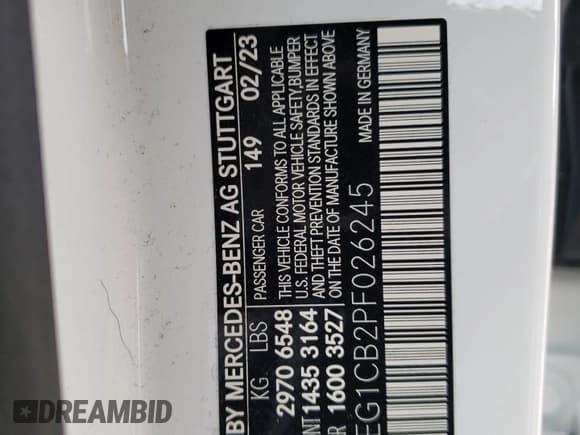 BY MERCEDES-BENZ AG STUTTGART
KG LBS PASSENGER CAR 149 02/23
2970 6548 THIS VEHICLE CONFORMS TO ALL APPLICABLE
U.S. FEDERAL MOTOR VEHICLE SAFETY,BUMPER
1435 3164 AND THEFT PREVENTION STANDARDS IN EFFECT
1600 3527 ON THE DATE OF MANUFACTURE SHOWN ABOVE
EG1CB2PF026245 MADE IN GERMANY
DREAMBID